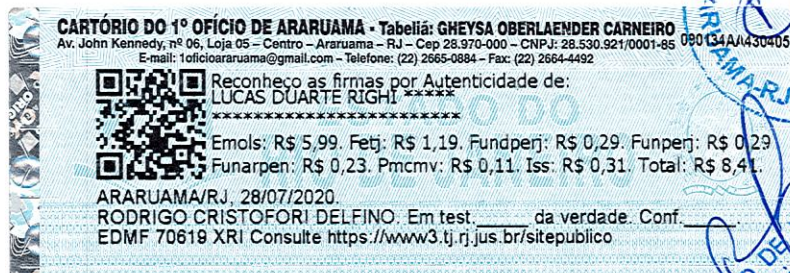 CARTÓRIO DO 1º OFÍCIO DE ARARUAMA - Tabeliã: GHEYSA OBERLAENDER CARNEIRO
Av. John Kennedy, nº 06, Loja 05 – Centro – Araruama – RJ – Cep 28.970-000 – CNPJ: 28.530.921/0001-85 090134AA430405
E-mail: 1oficioararuama@gmail.com - Telefone: (22) 2665-0884 – Fax: (22) 2664-4492
Reconheço as firmas por Autenticidade de:
LUCAS DUARTE RIGHI *****
************************
Emols: R$ 5,99. Fetj: R$ 1,19. Fundperj: R$ 0,29. Funperj: R$ 0,29
Funarpen: R$ 0,23. Pmcmv: R$ 0,11. Iss: R$ 0,31. Total: R$ 8,41.
ARARUAMA/RJ, 28/07/2020.
RODRIGO CRISTOFORI DELFINO. Em test.______ da verdade. Conf.______.
EDMF 70619 XRI Consulte https://www3.tj.rj.jus.br/sitepublico